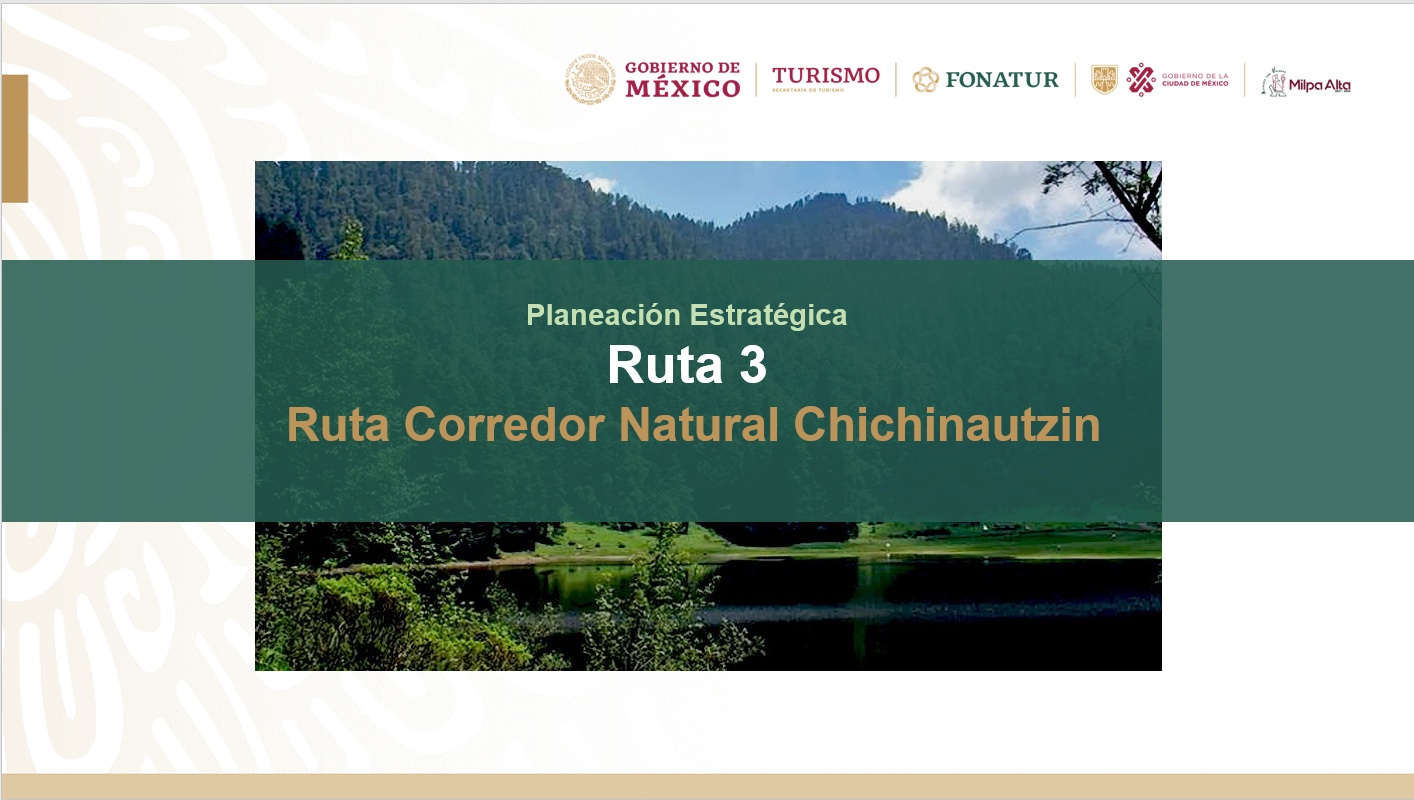 GOBIERNO DE
MÉXICO
TURISMO
SECRETARÍA DE TURISMO
FONATUR
GOBIERNO DE LA
CIUDAD DE MÉXICO
Milpa Alta
Planeación Estratégica
Ruta 3
Ruta Corredor Natural Chichinautzin